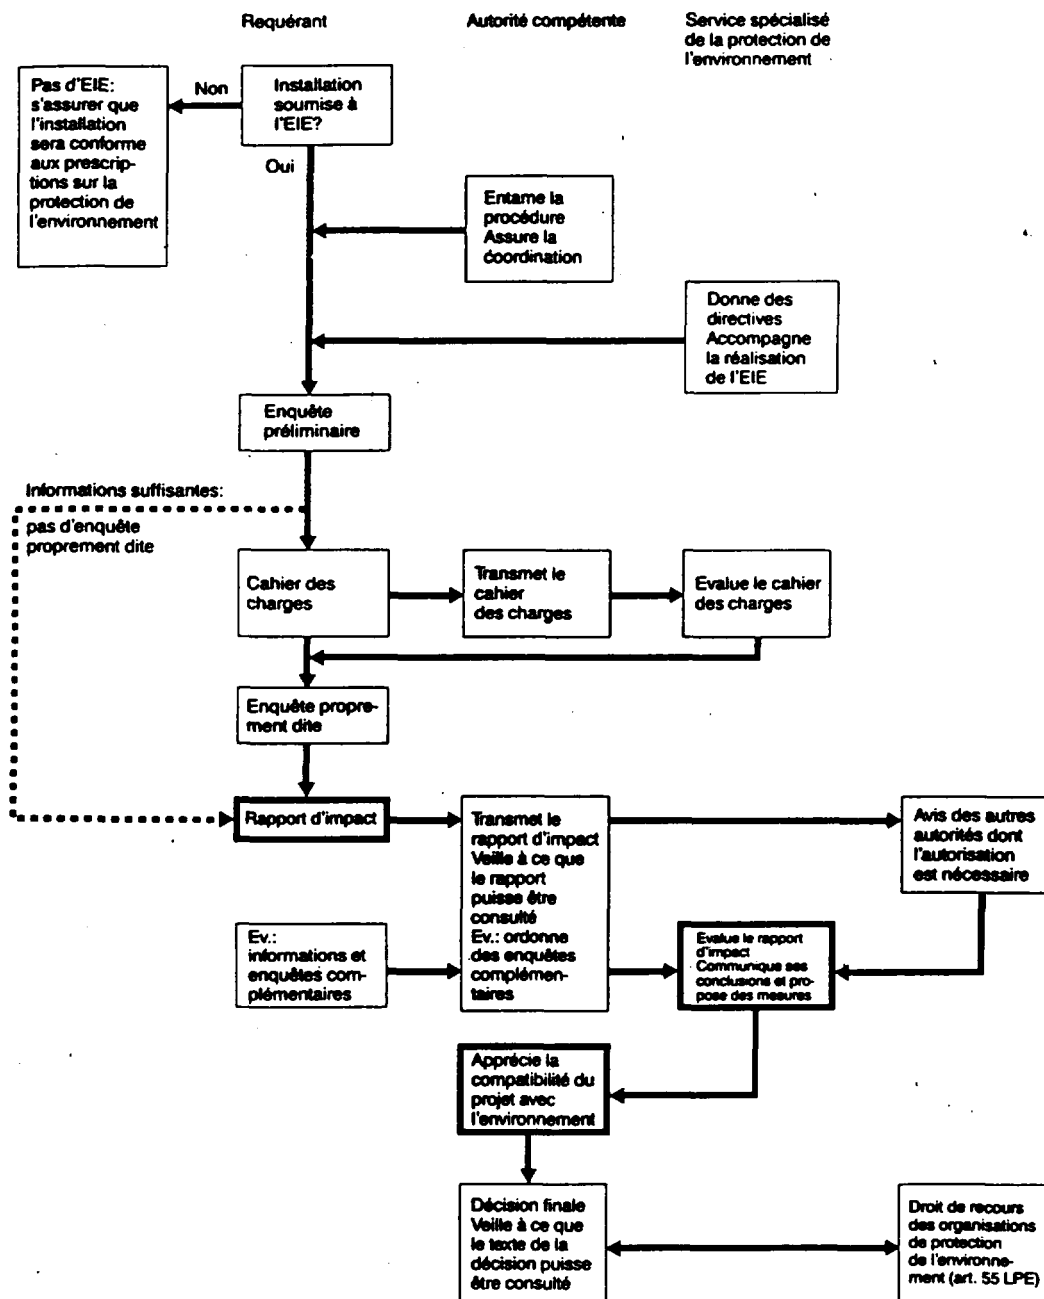 Requérant
Autorité compétente
Service spécialisé
de la protection de
l'environnement
Pas d'EIE:
s'assurer que
l'installation
sera conforme
aux prescrip-
tions sur la
protection de
l'environnement
Non
Installation
soumise à
l'EIE?
Oui
Entame la
procédure
Assure la
coordination
Donne des
directives
Accompagne
la réalisation
de l'EIE
Enquête
préliminaire
Informations suffisantes:
pas d'enquête
proprement dite
Cahier des
charges
Transmet le
cahier
des charges
Evalue le cahier
des charges
Enquête propre-
ment dite
Rapport d'impact
Transmet le
rapport d'impact
Veille à ce que
le rapport
puisse être
consulté
Ev.: ordonne
des enquêtes
complémen-
taires
Avis des autres
autorités dont
l'autorisation
est nécessaire
Ev.:
informations et
enquêtes com-
plémentaires
Evalue le rapport
d'impact
Communique ses
conclusions et pro-
pose des mesures
Apprécie la
compatibilité du
projet avec
l'environnement
Décision finale
Veille à ce que
le texte de la
décision puisse
être consulté
Droit de recours
des organisations
de protection
de l'environne-
ment (art. 55 LPE)